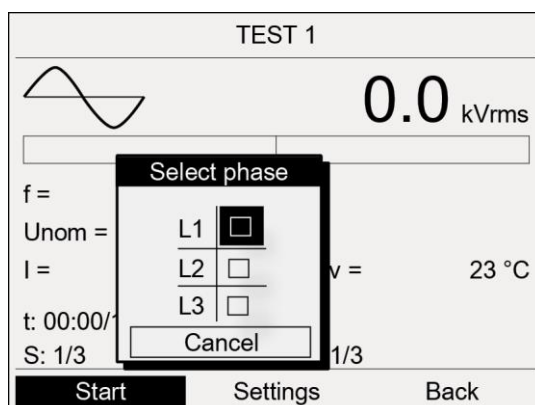 TEST 1
0.0 kVrms
Select phase
f =
Unom =
L1
I =
L2
v =
23 °C
L3
t: 00:00/
Cancel
S: 1/3
1/3
Start
Settings
Back